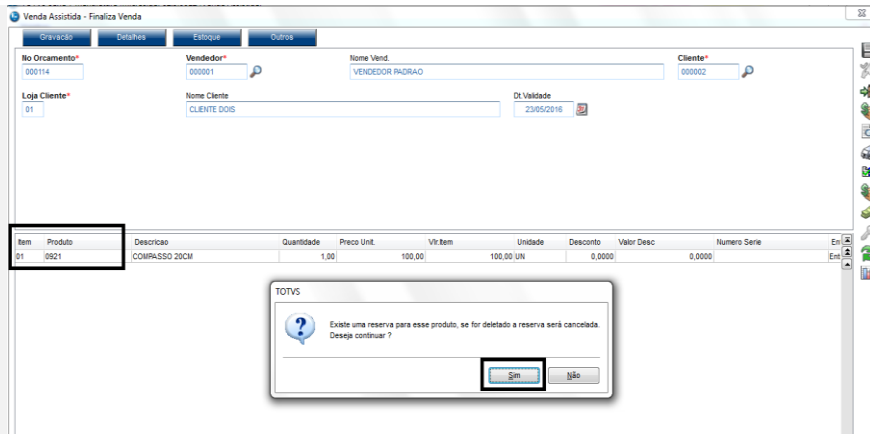 Venda Assistida - Finaliza Venda
Gravacão Detalhes Estoque Outros
No Orcamento* Vendedor* Nome Vend. Cliente*
000114 000001 VENDEDOR PADRAO 000002
Loja Cliente* Nome Cliente Dt.Validade
01 CLIENTE DOIS 23/05/2016
Item Produto Descricao Quantidade Preco Unit. Vlr.Item Unidade Desconto Valor Desc Numero Serie En
01 0921 COMPASSO 20CM 1,00 100,00 100,00 UN 0,0000 0,0000 Ent
TOTVS
Existe uma reserva para esse produto, se for deletado a reserva será cancelada.
Deseja continuar ?
Sim Não